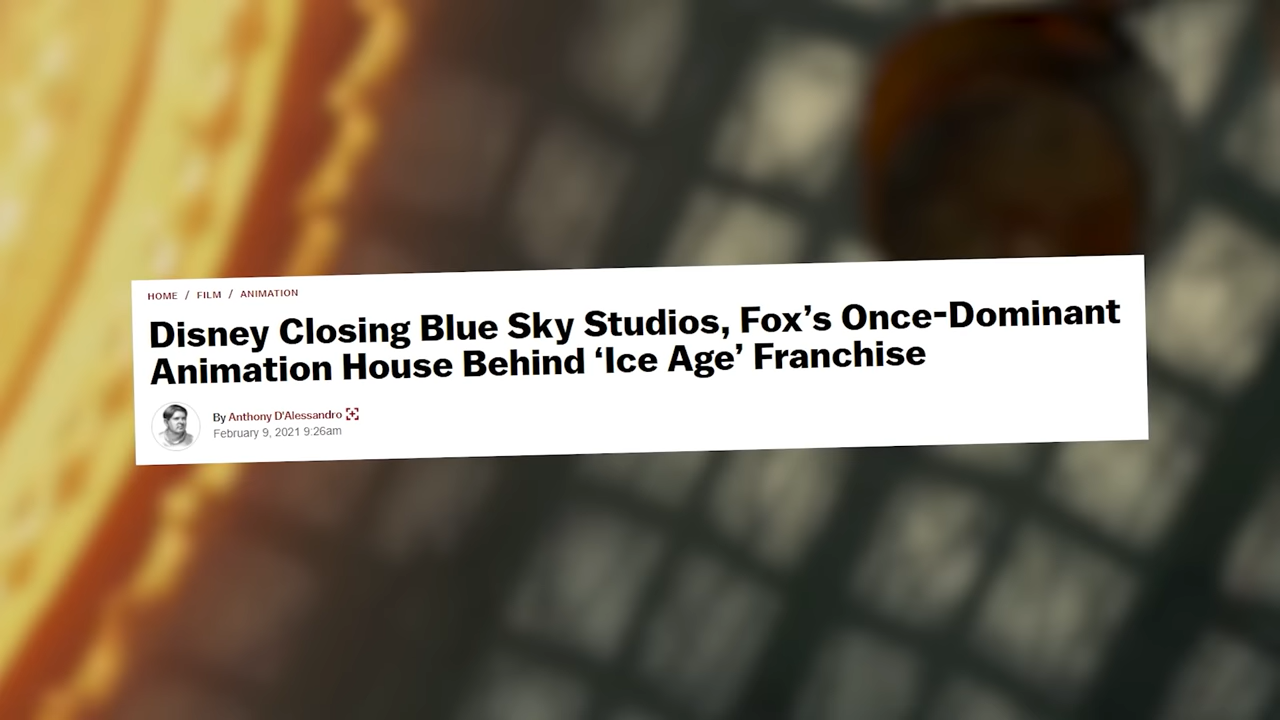 HOME / FILM / ANIMATION
Disney Closing Blue Sky Studios, Fox’s Once-Dominant
Animation House Behind ‘Ice Age’ Franchise
By Anthony D'Alessandro
February 9, 2021 9:26am